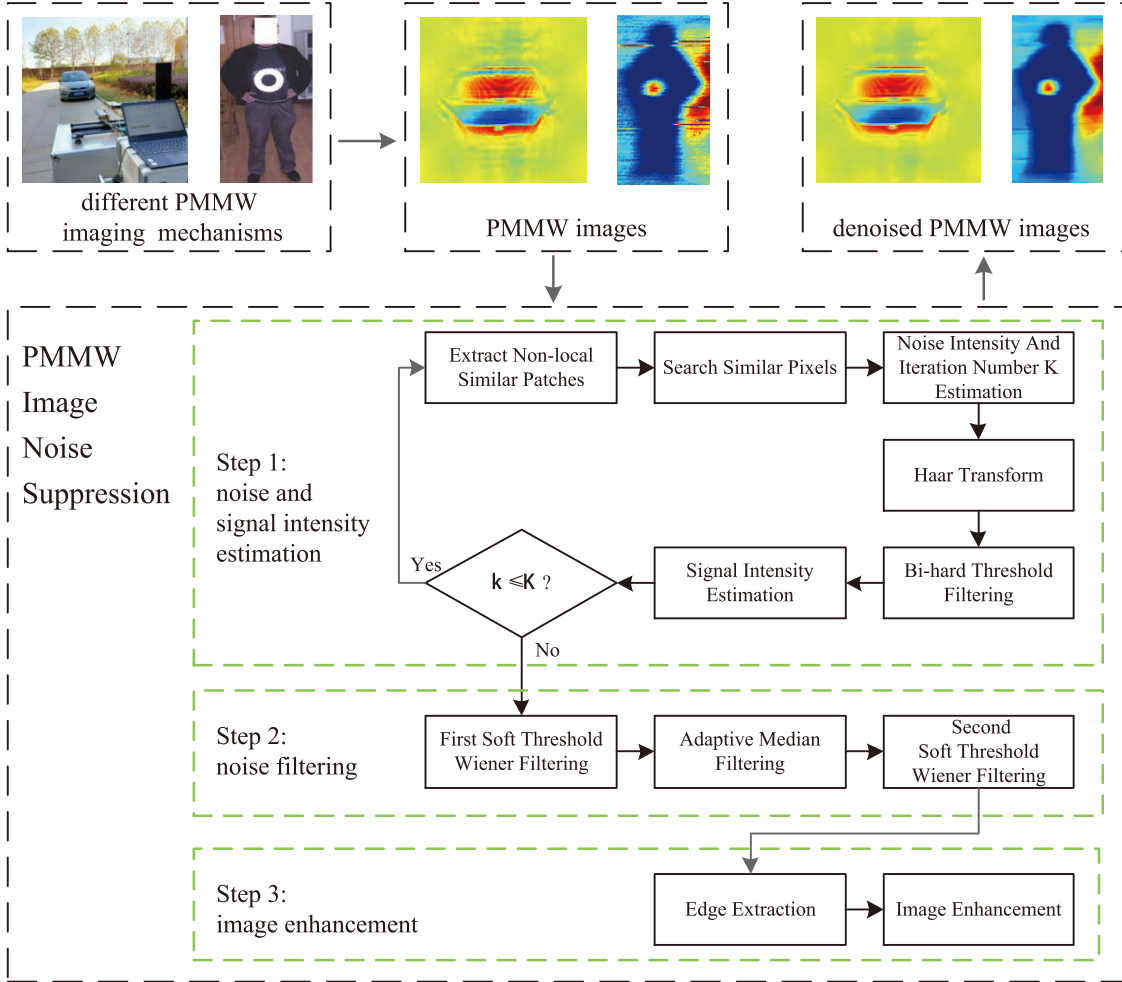 different PMMW
imaging mechanisms
PMMW images
denoised PMMW images
PMMW
Image
Noise
Suppression
Step 1:
noise and
signal intensity
estimation
Extract Non-local
Similar Patches
Search Similar Pixels
Noise Intensity And
Iteration Number K
Estimation
Haar Transform
Bi-hard Threshold
Filtering
Signal Intensity
Estimation
k ≤K ?
Yes
No
Step 2:
noise filtering
First Soft Threshold
Wiener Filtering
Adaptive Median
Filtering
Second
Soft Threshold
Wiener Filtering
Step 3:
image enhancement
Edge Extraction
Image Enhancement